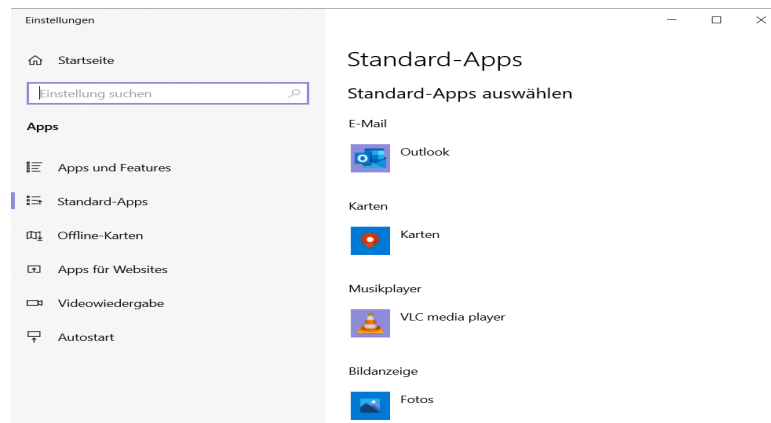 Einstellungen
Startseite
Einstellung suchen
Apps
Apps und Features
Standard-Apps
Offline-Karten
Apps für Websites
Videowiedergabe
Autostart
Standard-Apps
Standard-Apps auswählen
E-Mail
Outlook
Karten
Karten
Musikplayer
VLC media player
Bildanzeige
Fotos